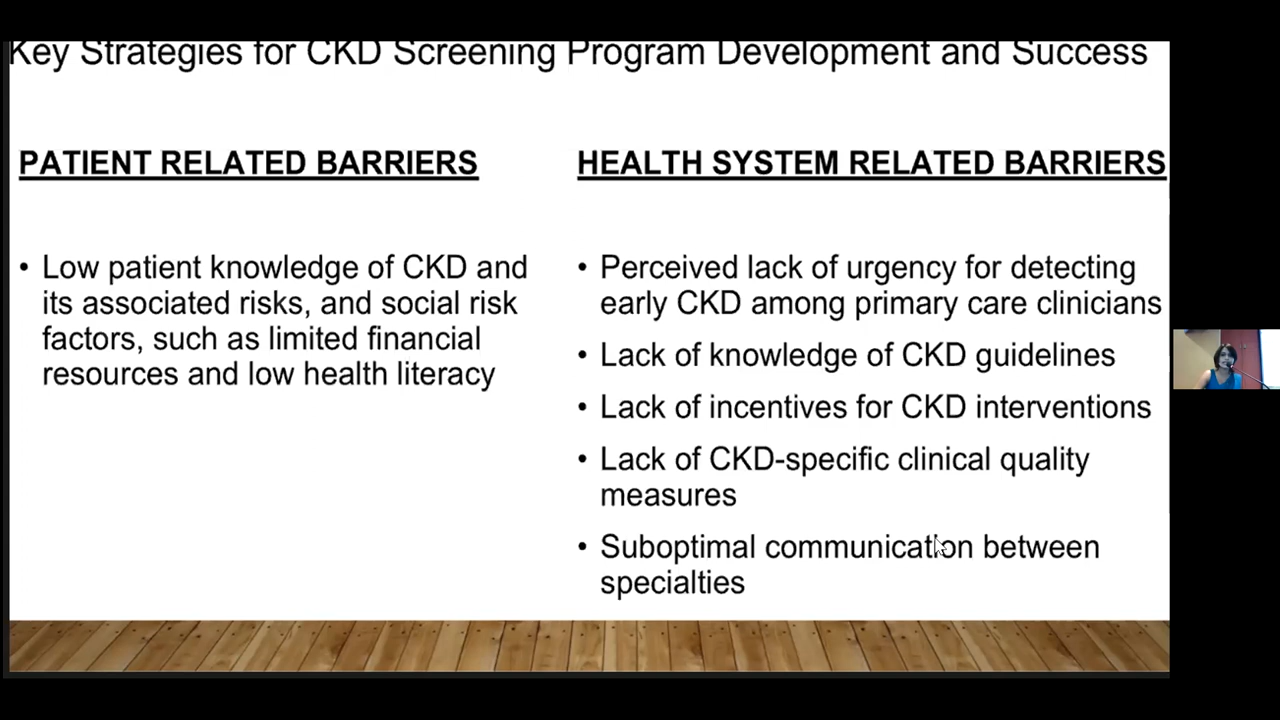 Key Strategies for CKD Screening Program Development and Success
PATIENT RELATED BARRIERS
• Low patient knowledge of CKD and
its associated risks, and social risk
factors, such as limited financial
resources and low health literacy
HEALTH SYSTEM RELATED BARRIERS
• Perceived lack of urgency for detecting
early CKD among primary care clinicians
• Lack of knowledge of CKD guidelines
• Lack of incentives for CKD interventions
• Lack of CKD-specific clinical quality
measures
• Suboptimal communication between
specialties